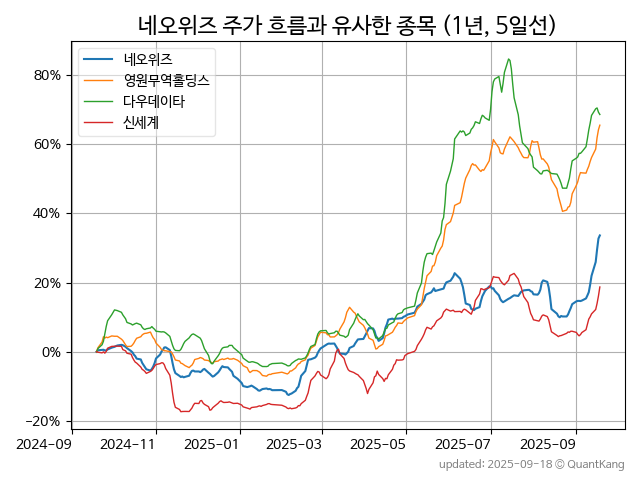 네오위즈 주가 흐름과 유사한 종목 (1년, 5일선)
네오위즈
영원무역홀딩스
다우데이타
신세계
80%
60%
40%
20%
0%
−20%
2024−09 2024−11 2025−01 2025−03 2025−05 2025−07 2025−09
updated: 2025-09-18 © QuantKang